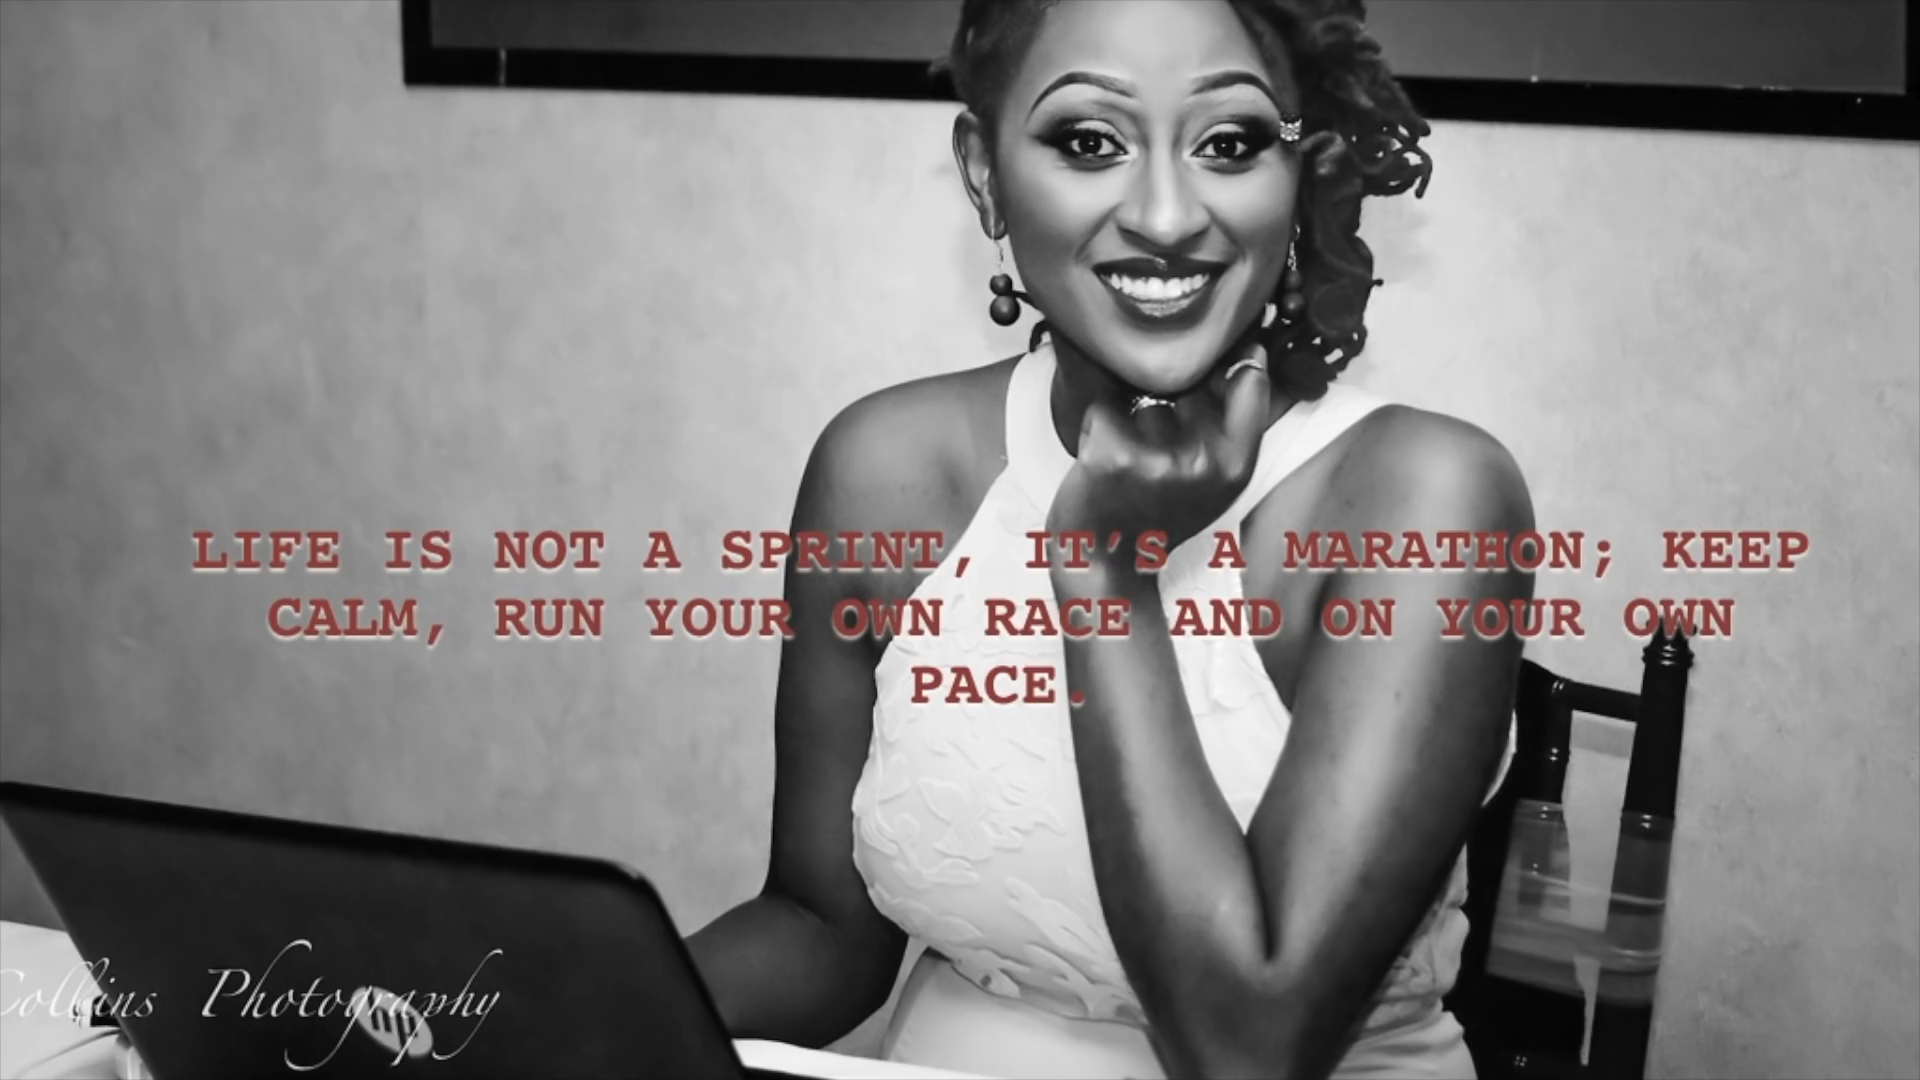 LIFE IS NOT A SPRINT, IT’S A MARATHON; KEEP
CALM, RUN YOUR OWN RACE AND ON YOUR OWN
PACE.
Collins Photography
hp